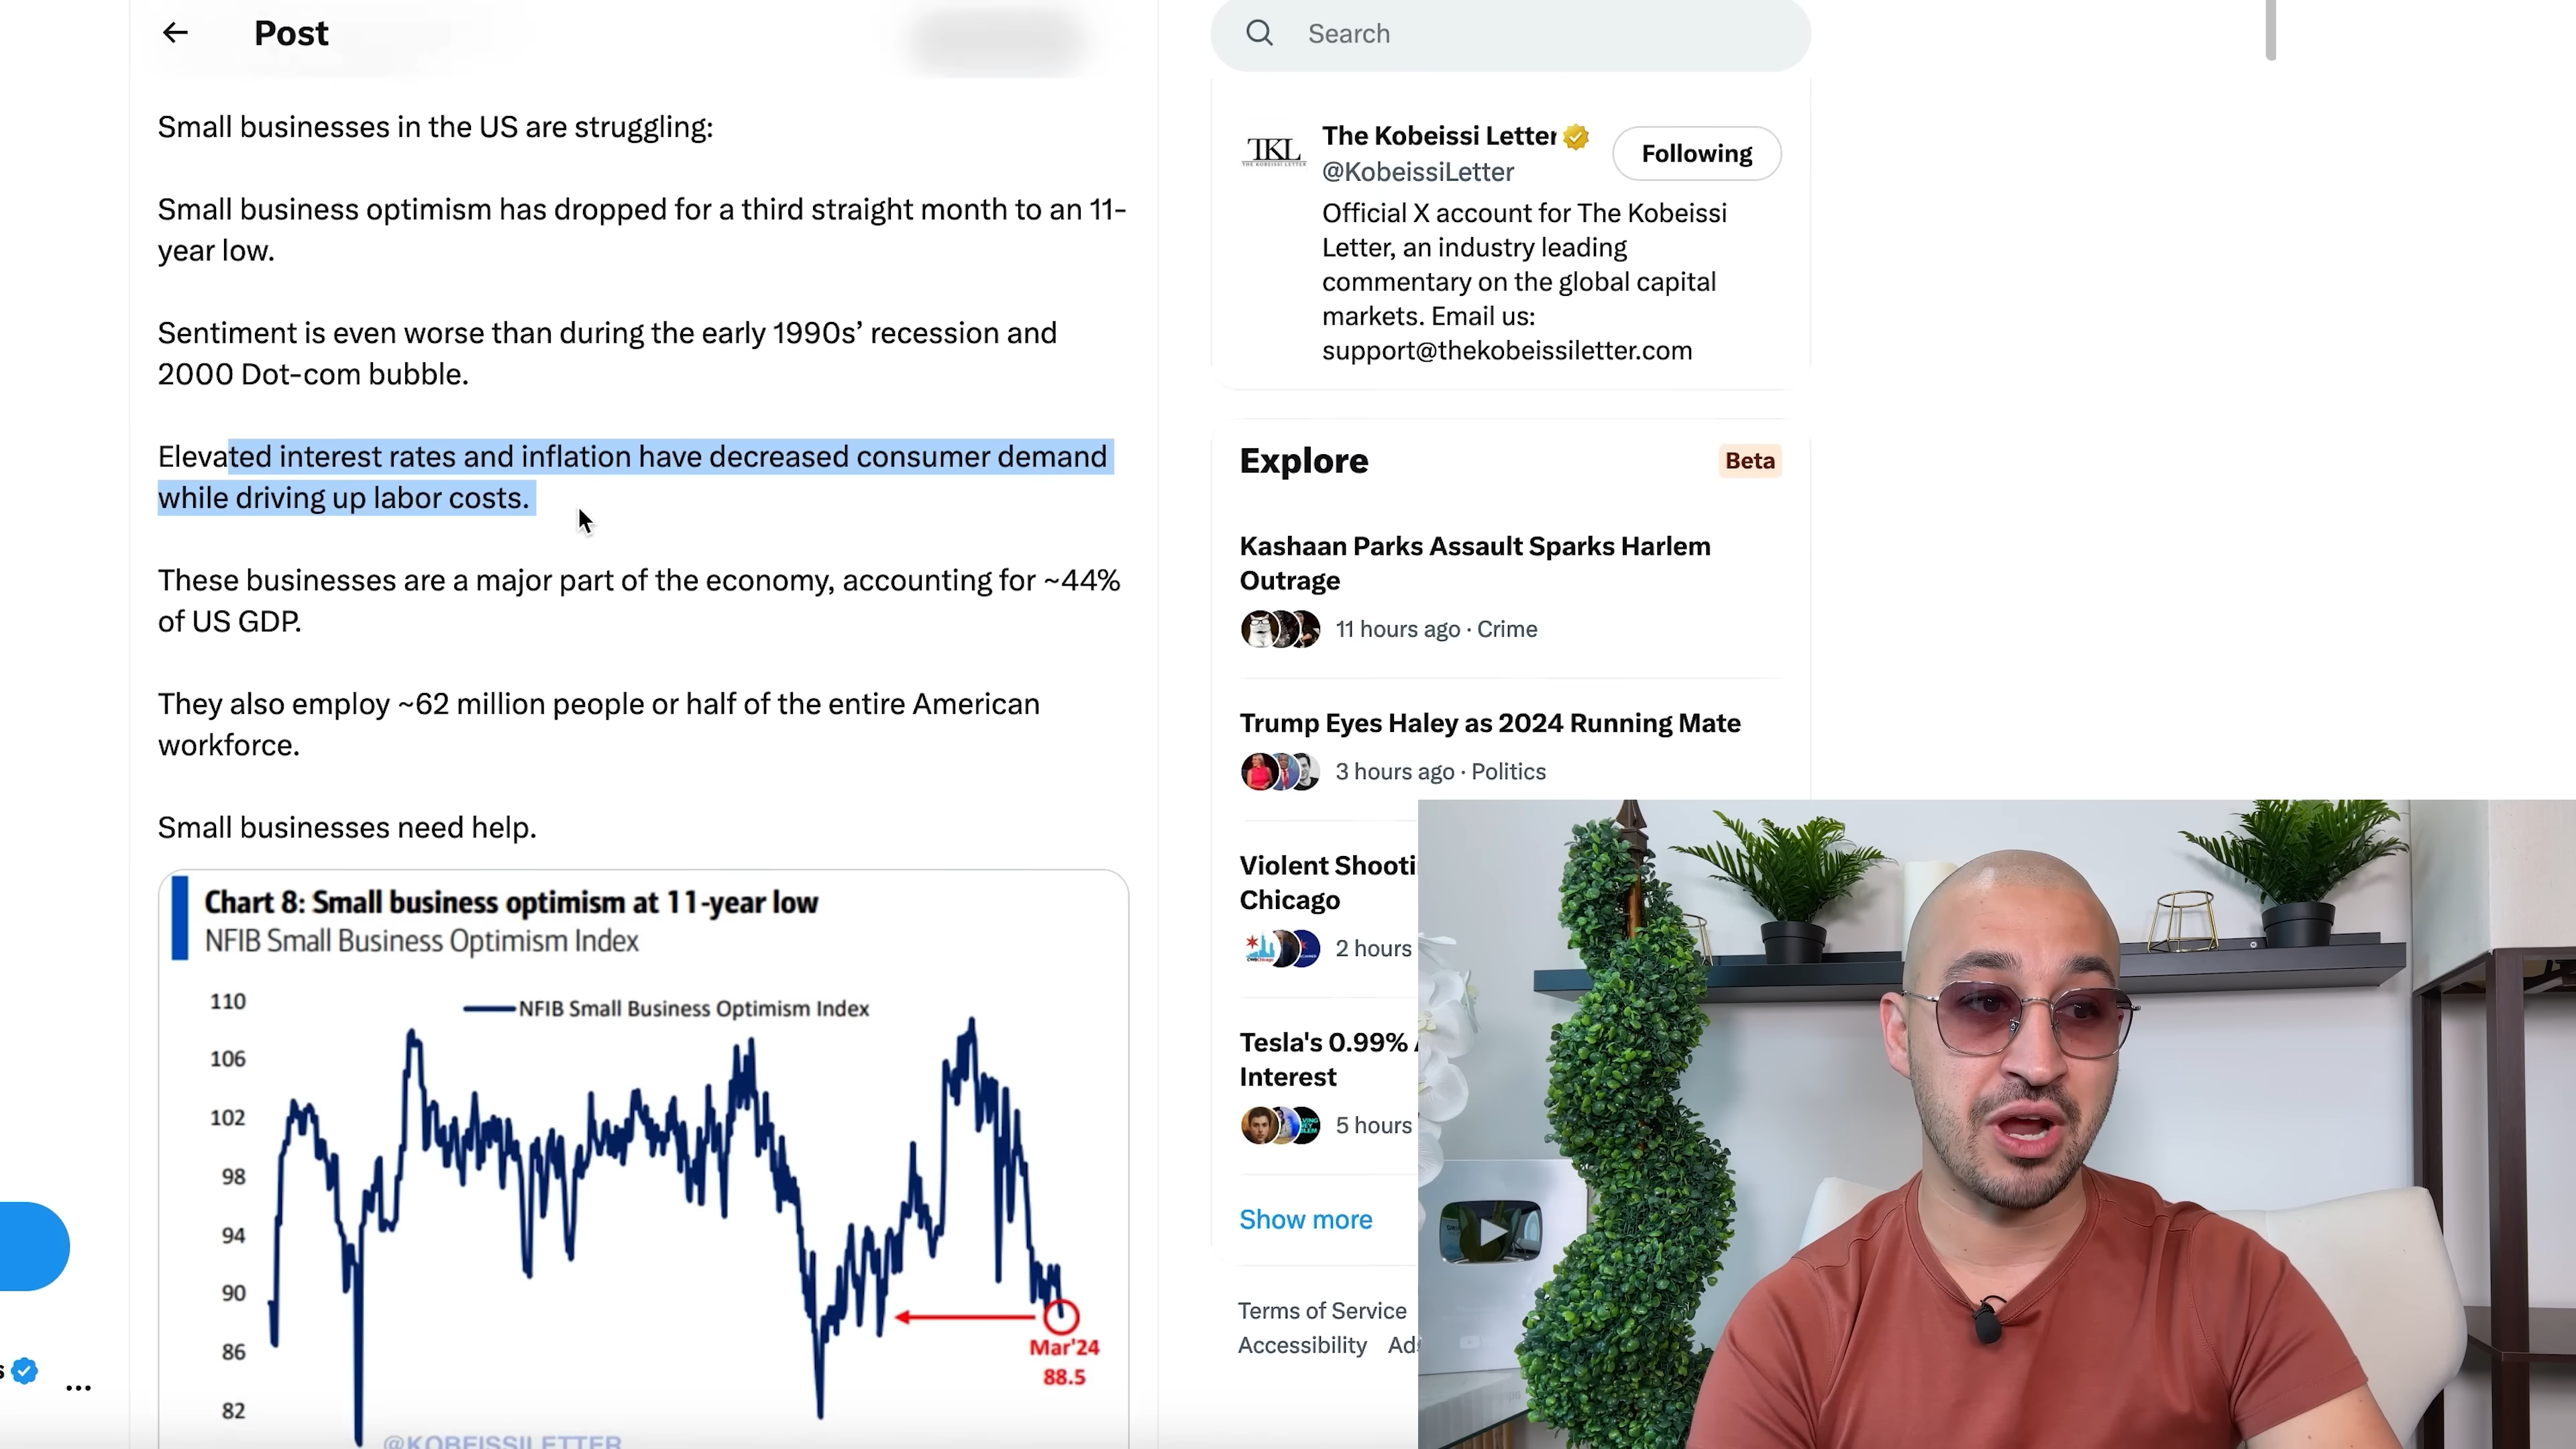 Post
Small businesses in the US are struggling:
Small business optimism has dropped for a third straight month to an 11-
year low.
Sentiment is even worse than during the early 1990s’ recession and
2000 Dot-com bubble.
Elevated interest rates and inflation have decreased consumer demand
while driving up labor costs.
These businesses are a major part of the economy, accounting for ~44%
of US GDP.
They also employ ~62 million people or half of the entire American
workforce.
Small businesses need help.
Chart 8: Small business optimism at 11-year low
NFIB Small Business Optimism Index
NFIB Small Business Optimism Index
110
106
102
98
94
90
86
82
Mar'24
88.5
@KOBEISSILETTER
Search
TKL
The Kobeissi Letter
@KobeissiLetter
Following
Official X account for The Kobeissi
Letter, an industry leading
commentary on the global capital
markets. Email us:
support@thekobeissiletter.com
Explore
Beta
Kashaan Parks Assault Sparks Harlem
Outrage
11 hours ago · Crime
Trump Eyes Haley as 2024 Running Mate
3 hours ago · Politics
Violent Shooti
Chicago
2 hours
Tesla's 0.99%
Interest
5 hours
Show more
Terms of Service
Accessibility